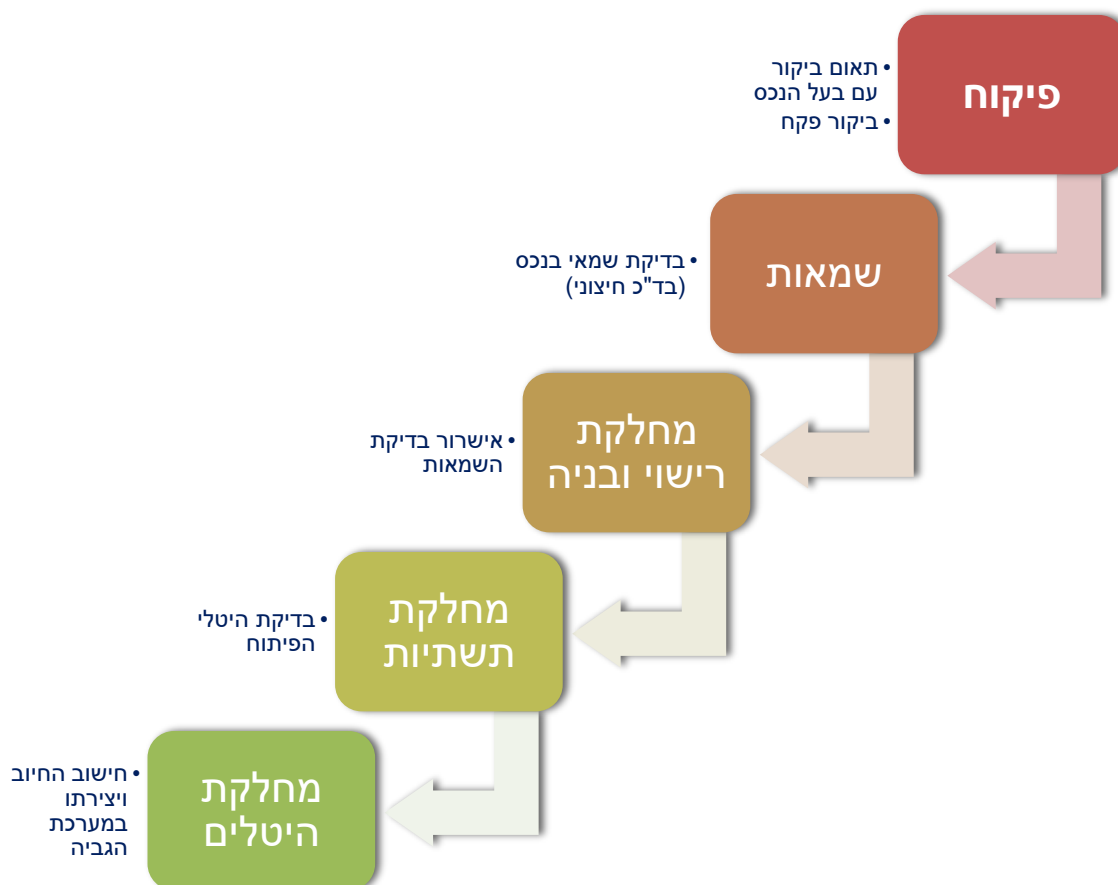 פיקוח
• תאום ביקור
עם בעל הנכס
• ביקור פקח
שמאות
• בדיקת שמאי בנכס
(בד"כ חיצוני)
מחלקת
רישוי ובניה
• אישרור בדיקת
השמאות
מחלקת
תשתיות
• בדיקת היטלי
הפיתוח
מחלקת
היטלים
• חישוב החיוב
ויצירתו
במערכת
הגביה